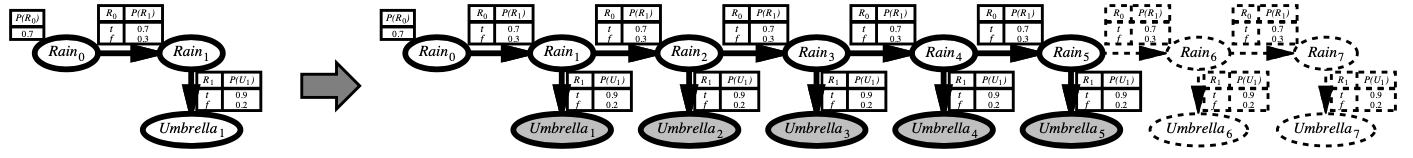 P(R0) R0 P(R1) P(R0) R0 P(R1) R0 P(R1) R0 P(R1) R0 P(R1) R0 P(R1) R0 P(R1) R0 P(R1)
0.7 t 0.7 0.7 t 0.7 t 0.7 t 0.7 t 0.7 t 0.7 t 0.7 t 0.7
f 0.3 f 0.3 f 0.3 f 0.3 f 0.3 f 0.3 f 0.3 f 0.3
Rain0 Rain1 Rain0 Rain1 Rain2 Rain3 Rain4 Rain5 Rain6 Rain7
R1 P(U1) R1 P(U1) R1 P(U1) R1 P(U1) R1 P(U1) R1 P(U1) R1 P(U1) R1 P(U1)
t 0.9 t 0.9 t 0.9 t 0.9 t 0.9 t 0.9 t 0.9 t 0.9
f 0.2 f 0.2 f 0.2 f 0.2 f 0.2 f 0.2 f 0.2 f 0.2
Umbrella1 Umbrella1 Umbrella2 Umbrella3 Umbrella4 Umbrella5 Umbrella6 Umbrella7